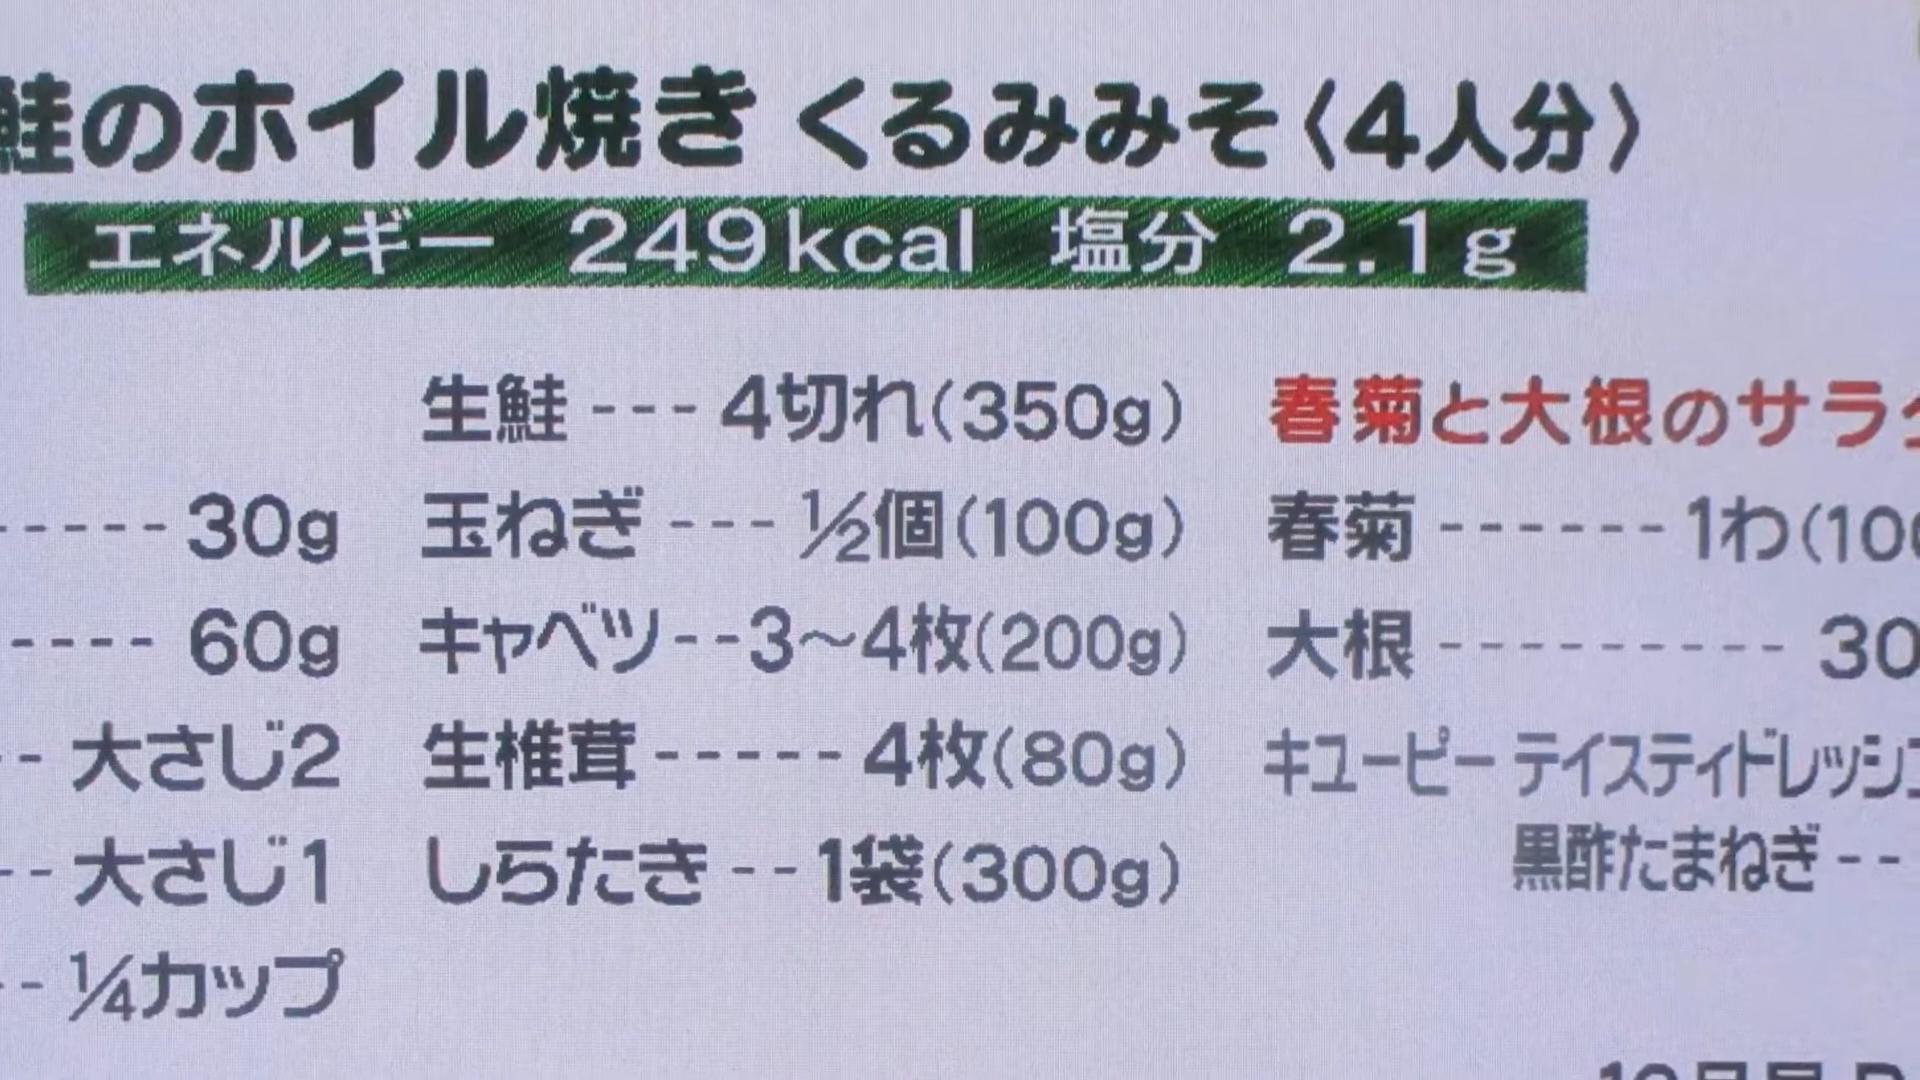 鮭のホイル焼き くるみみそ〈4人分〉
エネルギー 249kcal 塩分 2.1g
生鮭 --- 4切れ(350g)
春菊と大根のサラ
----- 30g
玉ねぎ --- ½個(100g)
春菊 ------ 1わ(10
---- 60g
キャベツ--3〜4枚(200g)
大根 --------- 30
-- 大さじ2
生椎茸----- 4枚(80g)
キユーピー テイスティドレッシ
-- 大さじ1
しらたき --1袋(300g)
黒酢たまねぎ --
-- ¼カップ